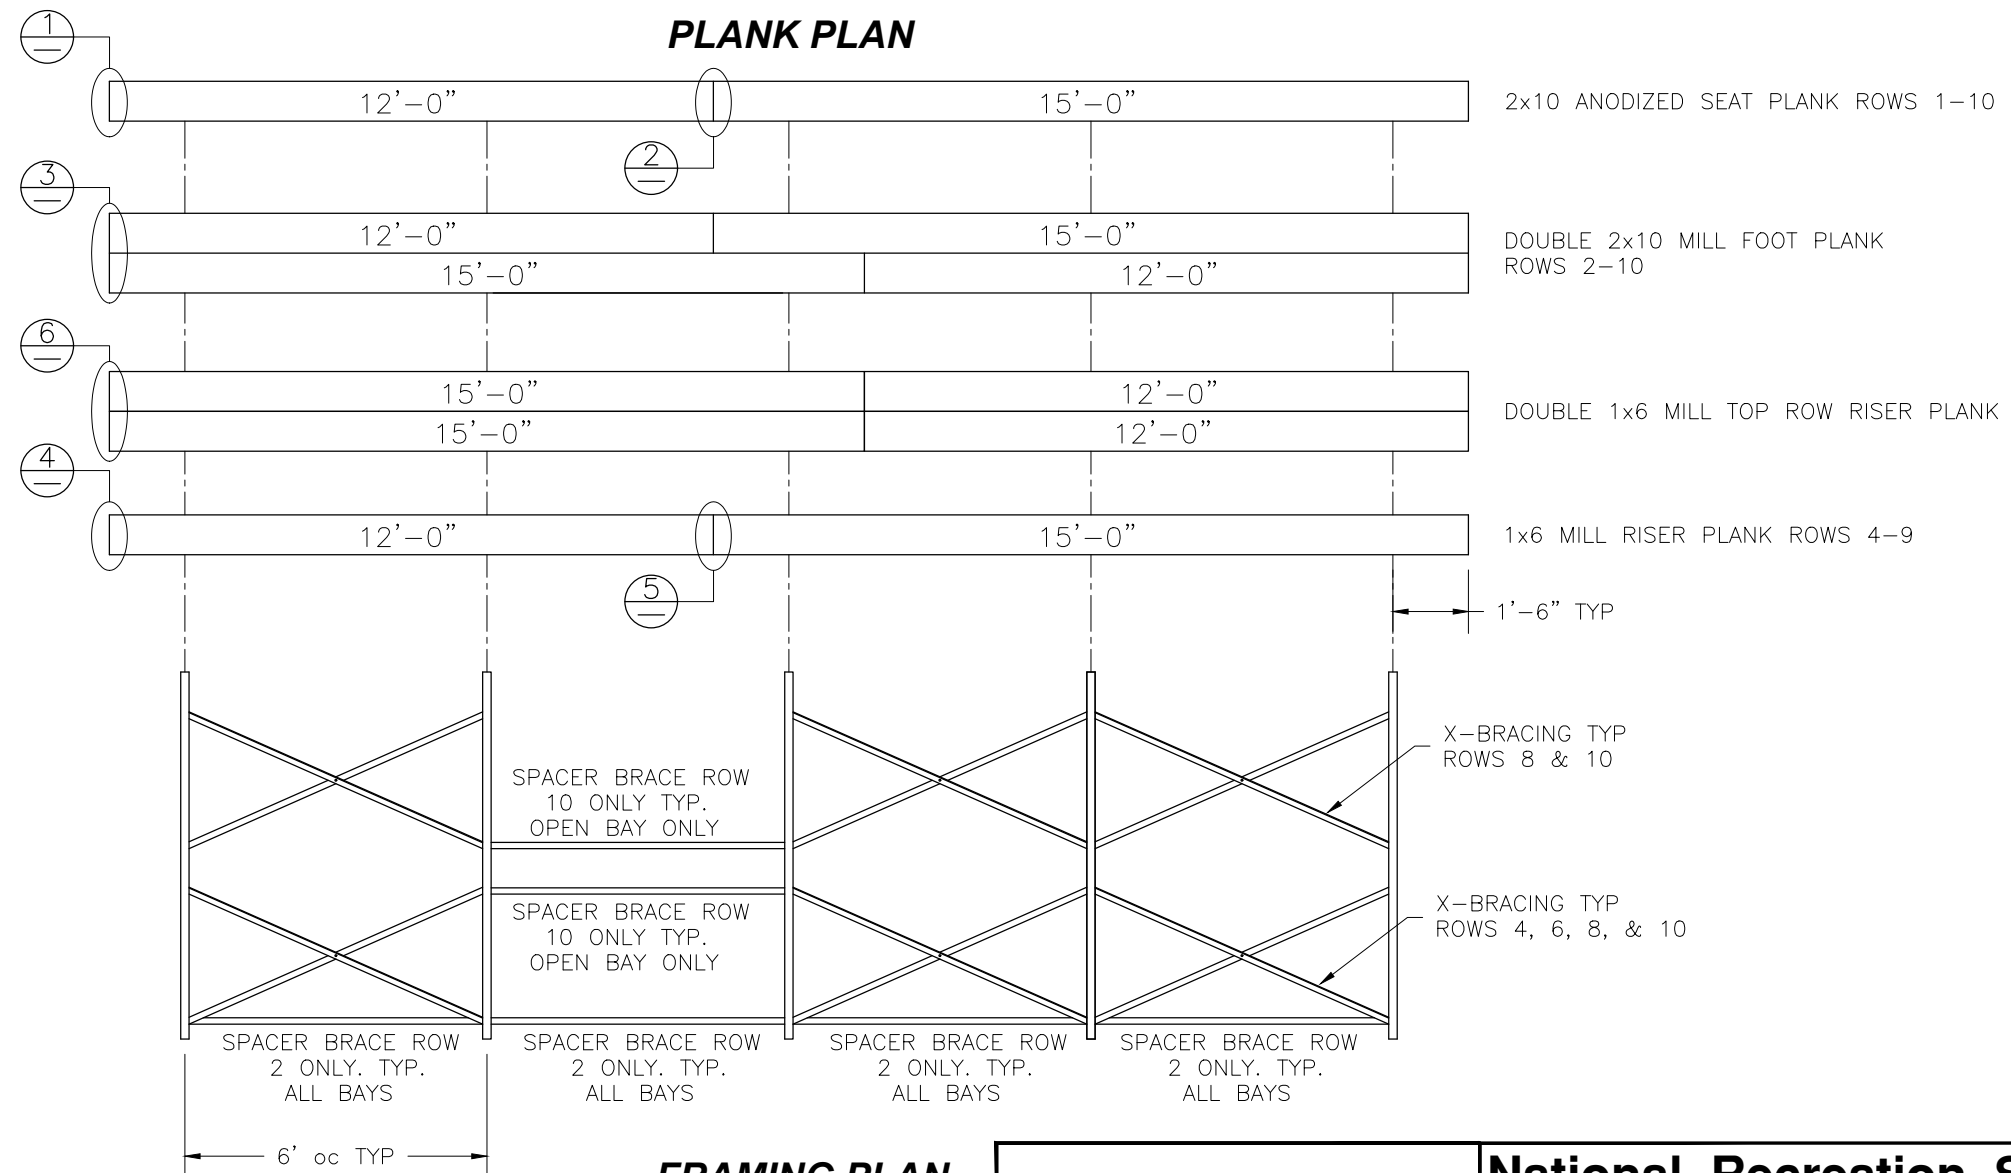 1
PLANK PLAN
12'-0"
15'-0"
2x10 ANODIZED SEAT PLANK ROWS 1-10
2
3
12'-0"
15'-0"
15'-0"
12'-0"
DOUBLE 2x10 MILL FOOT PLANK
ROWS 2-10
6
15'-0"
12'-0"
15'-0"
12'-0"
DOUBLE 1x6 MILL TOP ROW RISER PLANK
4
12'-0"
15'-0"
1x6 MILL RISER PLANK ROWS 4-9
5
1'-6" TYP
X-BRACING TYP
ROWS 8 & 10
SPACER BRACE ROW
10 ONLY TYP.
OPEN BAY ONLY
SPACER BRACE ROW
10 ONLY TYP.
OPEN BAY ONLY
X-BRACING TYP
ROWS 4, 6, 8, & 10
SPACER BRACE ROW
2 ONLY. TYP.
ALL BAYS
SPACER BRACE ROW
2 ONLY. TYP.
ALL BAYS
SPACER BRACE ROW
2 ONLY. TYP.
ALL BAYS
SPACER BRACE ROW
2 ONLY. TYP.
ALL BAYS
6' oc TYP
FRAMING PLAN
National Recreation